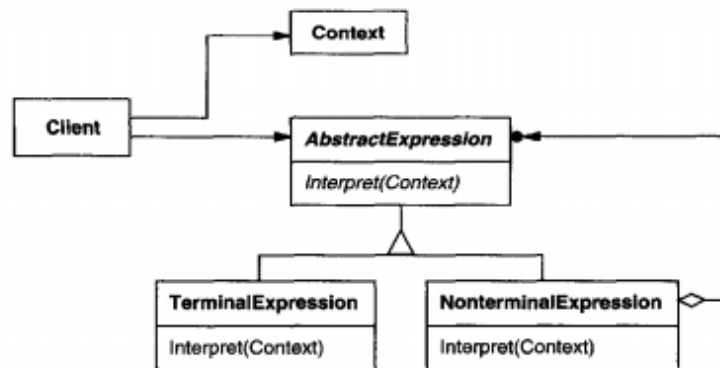 Context
Client
AbstractExpression
Interpret(Context)
TerminalExpression
Interpret(Context)
NonterminalExpression
Interpret(Context)